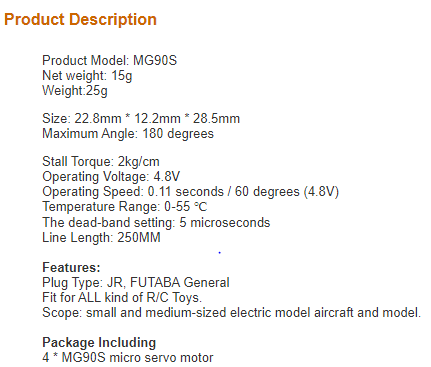 Product Description
Product Model: MG90S
Net weight: 15g
Weight:25g
Size: 22.8mm * 12.2mm * 28.5mm
Maximum Angle: 180 degrees
Stall Torque: 2kg/cm
Operating Voltage: 4.8V
Operating Speed: 0.11 seconds / 60 degrees (4.8V)
Temperature Range: 0-55 ℃
The dead-band setting: 5 microseconds
Line Length: 250MM
Features:
Plug Type: JR, FUTABA General
Fit for ALL kind of R/C Toys.
Scope: small and medium-sized electric model aircraft and model.
Package Including
4 * MG90S micro servo motor